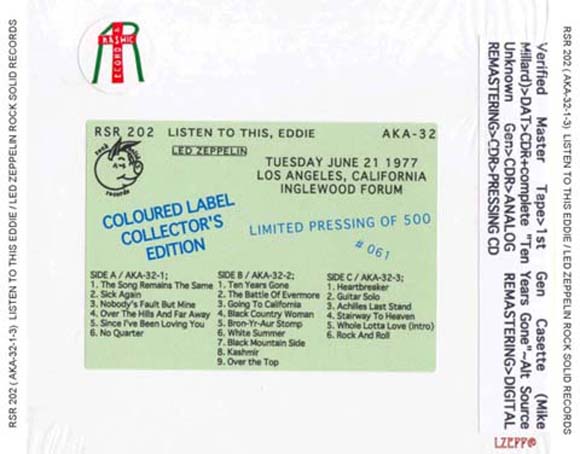 RSR 202 ( AKA-32-1-3)  LISTEN TO THIS EDDIE / LED ZEPPELIN ROCK SOLID RECORDS
RSR 202 LISTEN TO THIS, EDDIE AKA-32
LED ZEPPELIN
rock
records
TUESDAY JUNE 21 1977
LOS ANGELES, CALIFORNIA
INGLEWOOD FORUM
COLOURED LABEL
COLLECTOR'S
EDITION
LIMITED PRESSING OF 500
# 061
SIDE A / AKA-32-1;
1. The Song Remains The Same
2. Sick Again
3. Nobody's Fault But Mine
4. Over The Hills And Far Away
5. Since I've Been Loving You
6. No Quarter
SIDE B / AKA-32-2;
1. Ten Years Gone
2. The Battle Of Evermore
3. Going To California
4. Black Country Woman
5. Bron-Yr-Aur Stomp
6. White Summer
7. Black Mountain Side
8. Kashmir
9. Over the Top
SIDE C / AKA-32-3;
1. Heartbreaker
2. Guitar Solo
3. Achilles Last Stand
4. Stairway To Heaven
5. Whole Lotta Love (intro)
6. Rock And Roll
Verified Master Tape>1st Gen Casette (Mike
Millard)>DAT>CDR+complete "Ten Years Gone"~Alt Source
Unknown Gen>CDR>ANALOG REMASTERING>DIGITAL
REMASTERING>CDR>PRESSING CD
RSR 202 ( AKA-32-1-3)  LISTEN TO THIS EDDIE / LED ZEPPELIN ROCK SOLID RECORDS